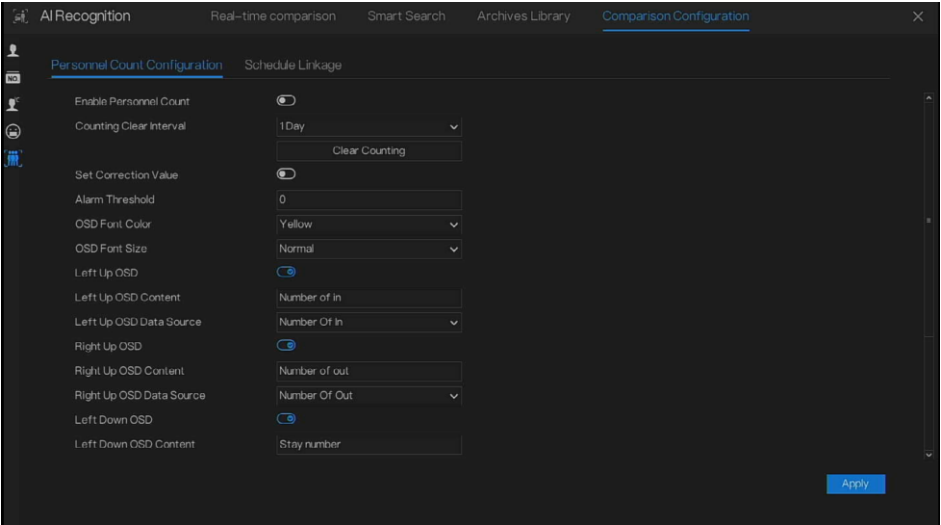 AI Recognition Real-time comparison Smart Search Archives Library Comparison Configuration
NO.
Personnel Count Configuration Schedule Linkage
Enable Personnel Count
Counting Clear Interval 1Day
Clear Counting
Set Correction Value
Alarm Threshold 0
OSD Font Color Yellow
OSD Font Size Normal
Left Up OSD
Left Up OSD Content Number of in
Left Up OSD Data Source Number Of In
Right Up OSD
Right Up OSD Content Number of out
Right Up OSD Data Source Number Of Out
Left Down OSD
Left Down OSD Content Stay number
Apply